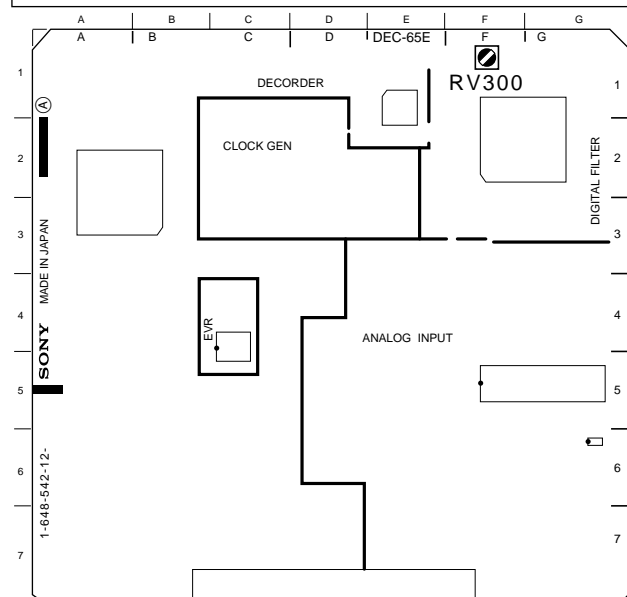 A B C D E F G
A B C D DEC-65E F G
1 1
RV300
DECORDER
A
CLOCK GEN
2 2
DIGITAL FILTER
3 3
MADE IN JAPAN
4 4
EVR
ANALOG INPUT
SONY
5 5
6 6
1-648-542-12-
7 7